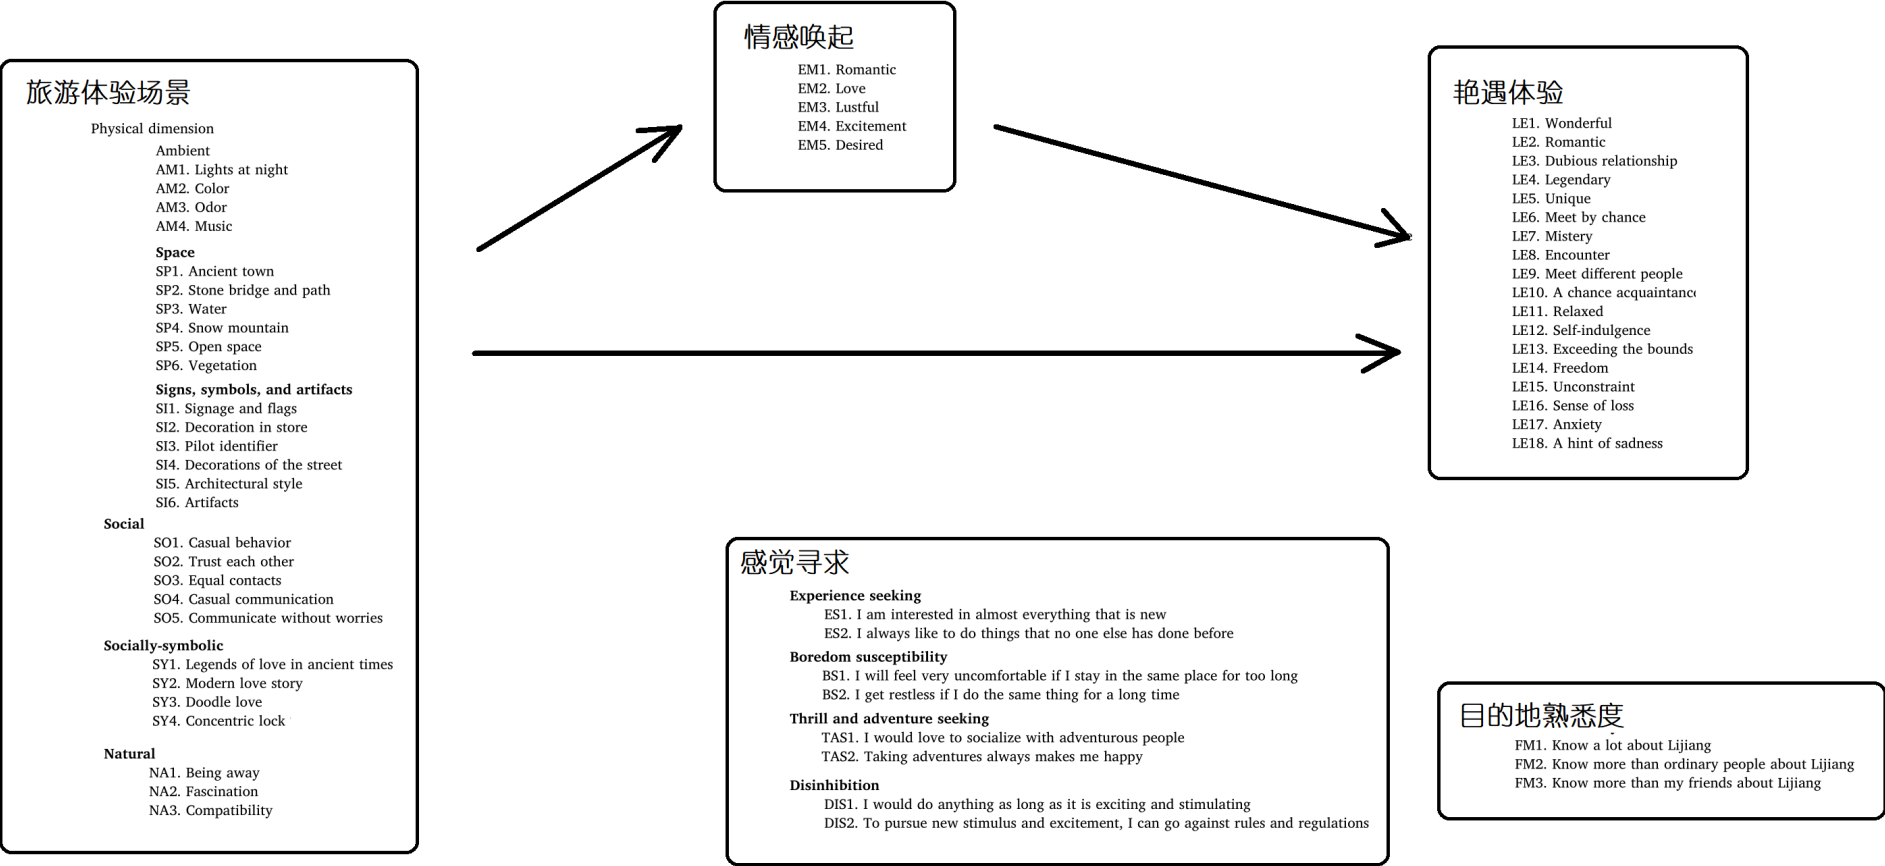 旅游体验场景
Physical dimension
Ambient
AM1. Lights at night
AM2. Color
AM3. Odor
AM4. Music
Space
SP1. Ancient town
SP2. Stone bridge and path
SP3. Water
SP4. Snow mountain
SP5. Open space
SP6. Vegetation
Signs, symbols, and artifacts
SI1. Signage and flags
SI2. Decoration in store
SI3. Pilot identifier
SI4. Decorations of the street
SI5. Architectural style
SI6. Artifacts
Social
SO1. Casual behavior
SO2. Trust each other
SO3. Equal contacts
SO4. Casual communication
SO5. Communicate without worries
Socially-symbolic
SY1. Legends of love in ancient times
SY2. Modern love story
SY3. Doodle love
SY4. Concentric lock
Natural
NA1. Being away
NA2. Fascination
NA3. Compatibility
情感唤起
EM1. Romantic
EM2. Love
EM3. Lustful
EM4. Excitement
EM5. Desired
艳遇体验
LE1. Wonderful
LE2. Romantic
LE3. Dubious relationship
LE4. Legendary
LE5. Unique
LE6. Meet by chance
LE7. Mistery
LE8. Encounter
LE9. Meet different people
LE10. A chance acquaintanc
LE11. Relaxed
LE12. Self-indulgence
LE13. Exceeding the bounds
LE14. Freedom
LE15. Unconstraint
LE16. Sense of loss
LE17. Anxiety
LE18. A hint of sadness
感觉寻求
Experience seeking
ES1. I am interested in almost everything that is new
ES2. I always like to do things that no one else has done before
Boredom susceptibility
BS1. I will feel very uncomfortable if I stay in the same place for too long
BS2. I get restless if I do the same thing for a long time
Thrill and adventure seeking
TAS1. I would love to socialize with adventurous people
TAS2. Taking adventures always makes me happy
Disinhibition
DIS1. I would do anything as long as it is exciting and stimulating
DIS2. To pursue new stimulus and excitement, I can go against rules and regulations
目的地熟悉度
FM1. Know a lot about Lijiang
FM2. Know more than ordinary people about Lijiang
FM3. Know more than my friends about Lijiang